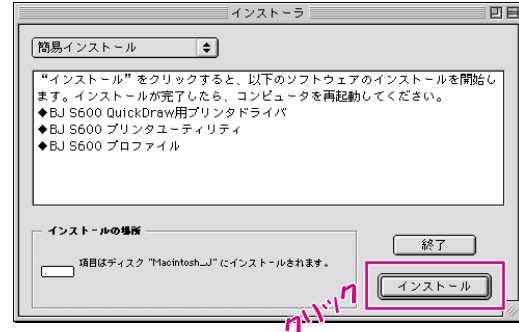 インストーラ
簡易インストール
“インストール”をクリックすると、以下のソフトウェアのインストールを開始し
ます。インストールが完了したら、コンピュータを再起動してください。
◆BJ S600 QuickDraw用プリンタドライバ
◆BJ S600 プリンタユーティリティ
◆BJ S600 プロファイル
インストールの場所
項目はディスク "Macintosh_J" にインストールされます。
終了
インストール
クリック